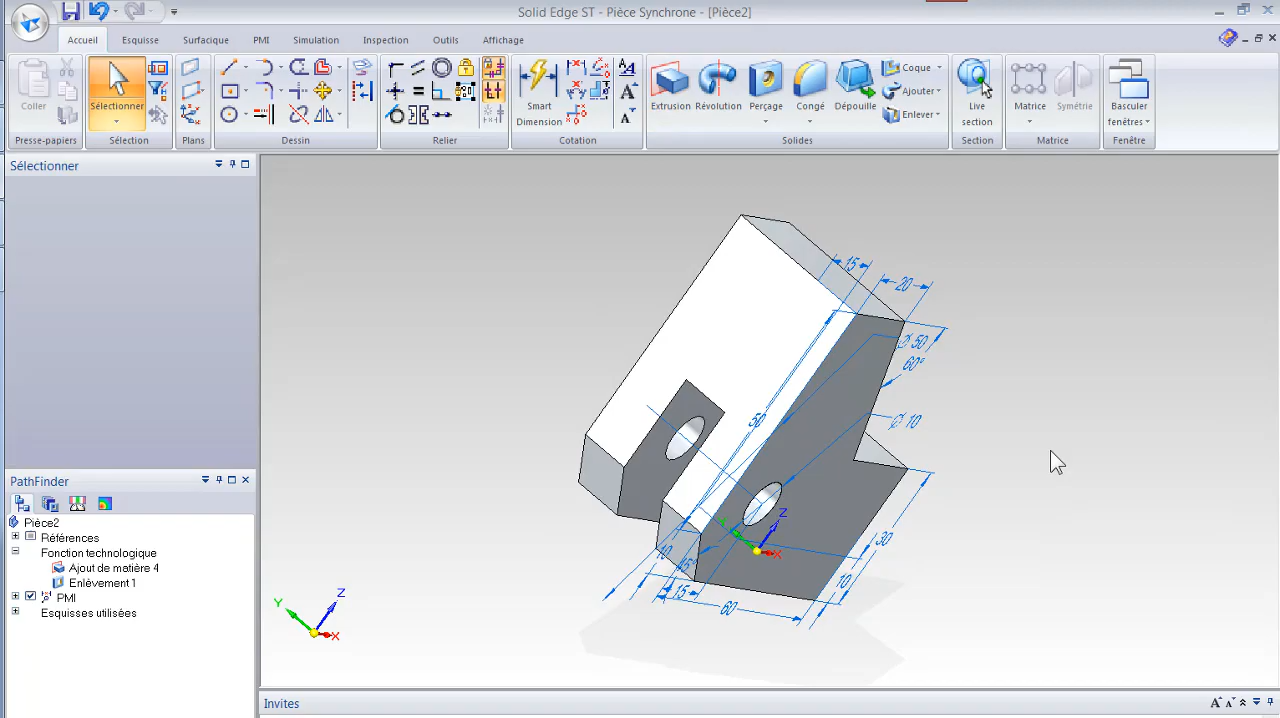 Solid Edge ST - Pièce Synchrone - [Pièce2]
Accueil Esquisse Surfacique PMI Simulation Inspection Outils Affichage
Coller
Presse-papiers
Sélectionner
Sélection
Plans
Dessin
Relier
Smart
Dimension
Cotation
Extrusion Révolution Perçage Congé Dépouille
Coque
Ajouter
Enlever
Solides
Live
section
Section
Matrice Symétrie
Matrice
Basculer
fenêtres
Fenêtre
Sélectionner
PathFinder
Pièce2
Références
Fonction technologique
Ajout de matière 4
Enlèvement 1
PMI
Esquisses utilisées
15
20
Ø 50
60°
50
Ø 10
30
10
10
15
60
Z
X
Y
Z
X
Invites